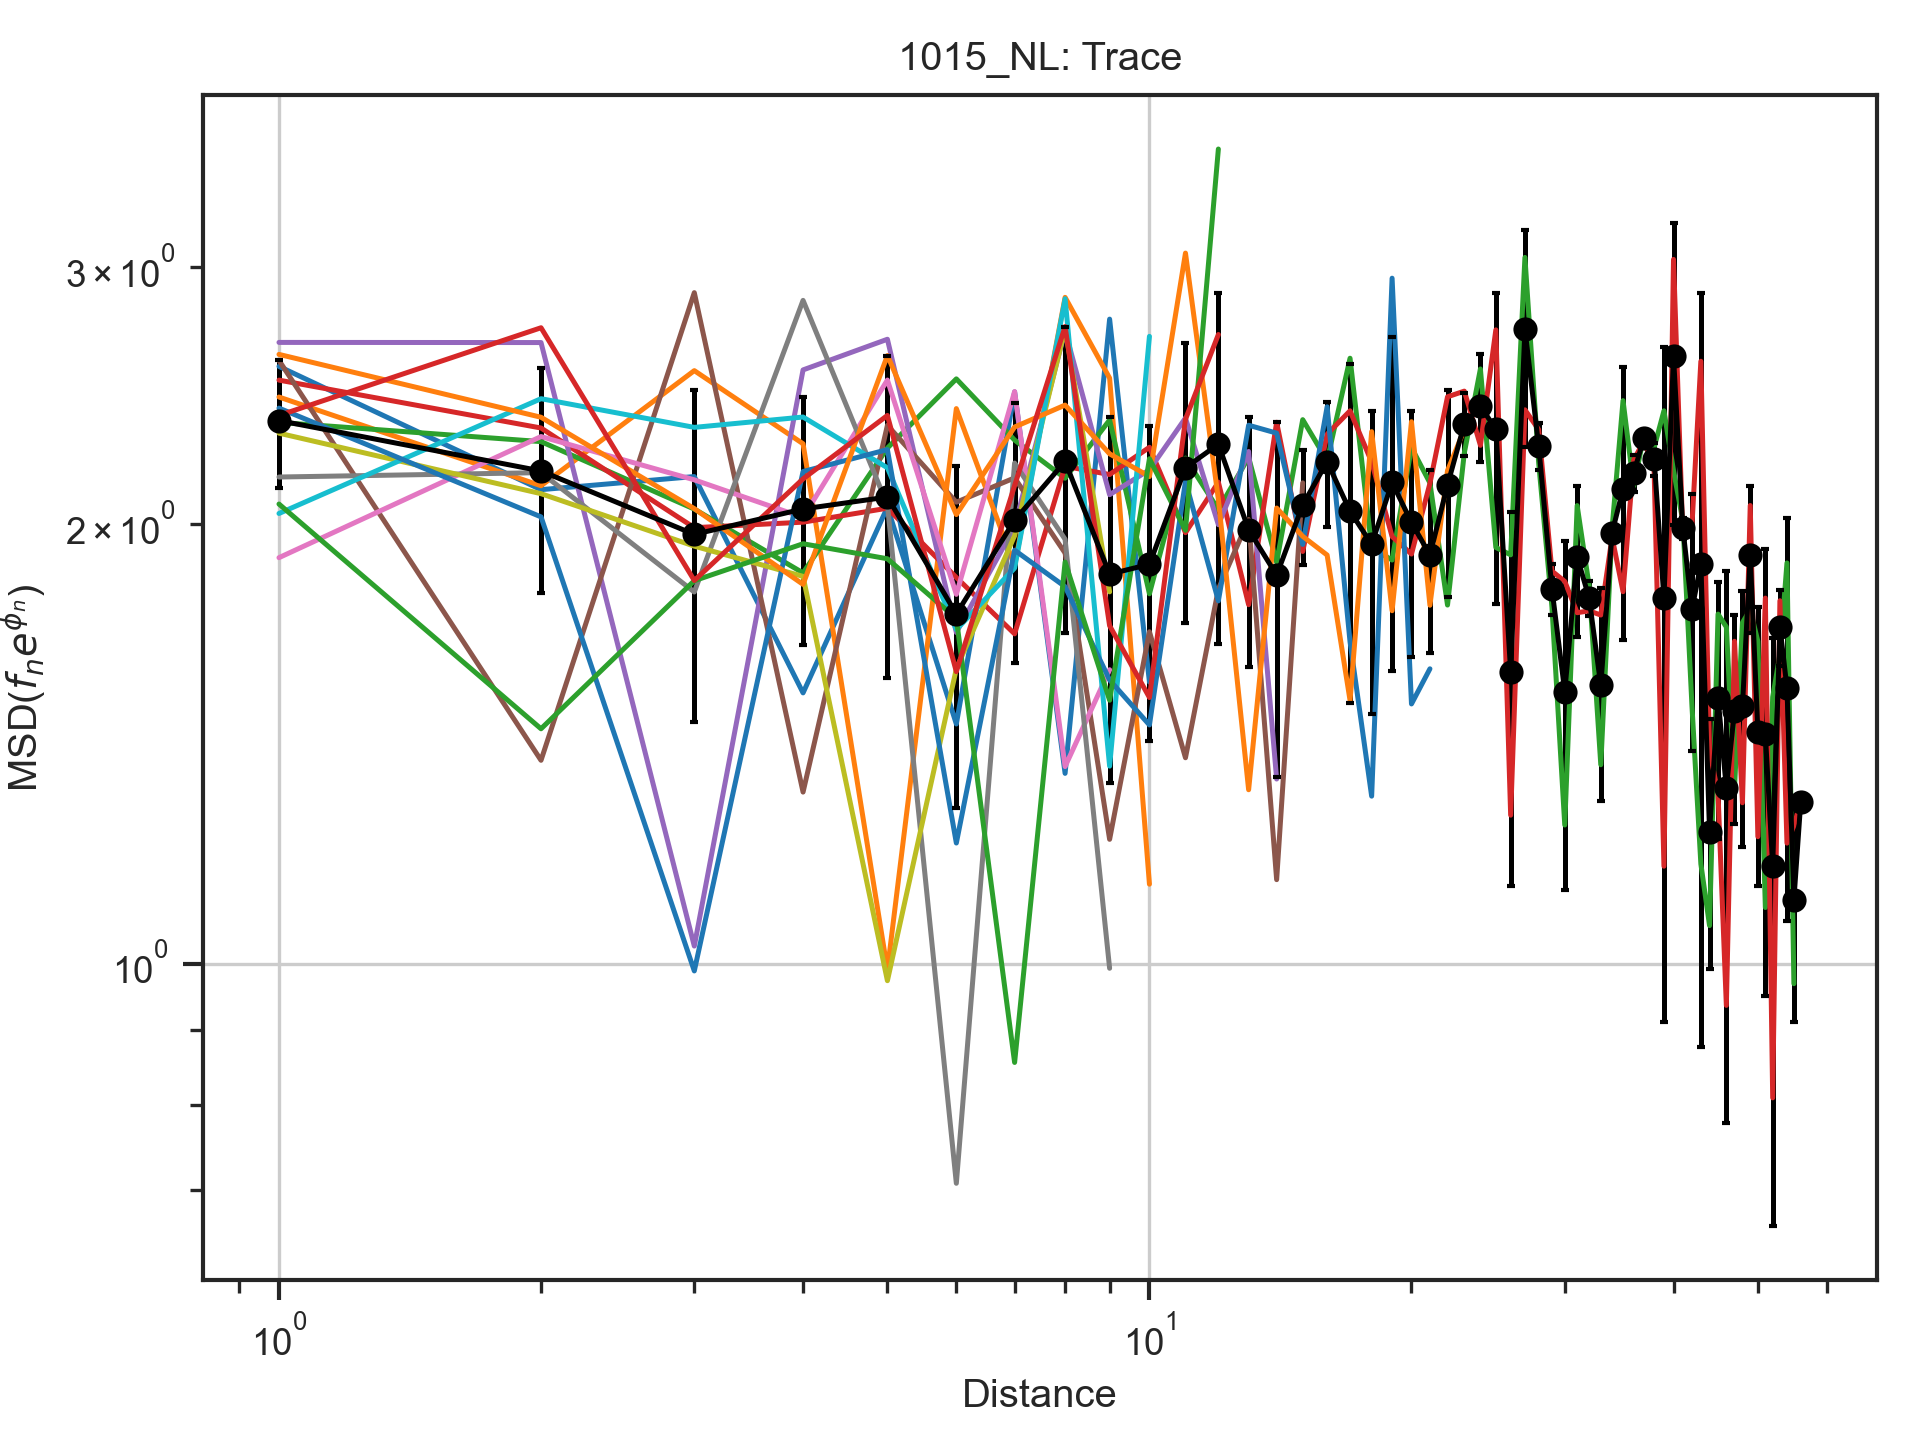 1015_NL: Trace
MSD(fₙe^ϕₙ)
3 × 10⁰
2 × 10⁰
10⁰
10⁰ 10¹
Distance